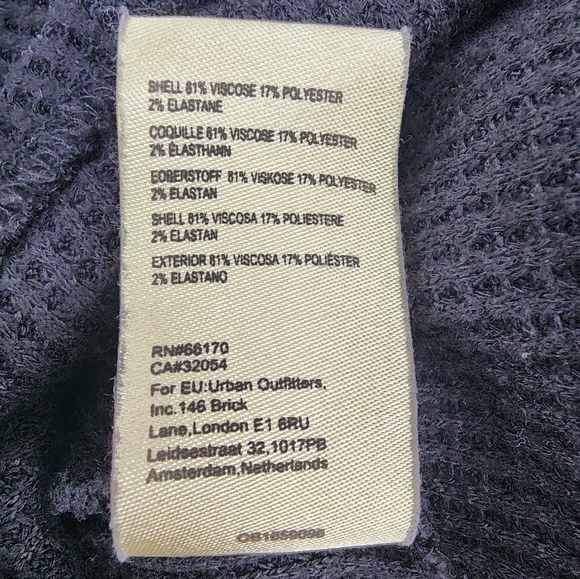 SHELL 81% VISCOSE 17% POLYESTER
2% ELASTANE
COQUILLE 81% VISCOSE 17% POLYESTER
2% ÉLASTHANN
EOBERSTOFF 81% VISKOSE 17% POLYESTER
2% ELASTAN
SHELL 81% VISCOSA 17% POLIESTERE
2% ELASTAN
EXTERIOR 81% VISCOSA 17% POLIÉSTER
2% ELASTANO
RN#66170
CA#32054
For EU:Urban Outfitters,
Inc.146 Brick
Lane,London E1 6RU
Leidsestraat 32,1017PB
Amsterdam,Netherlands